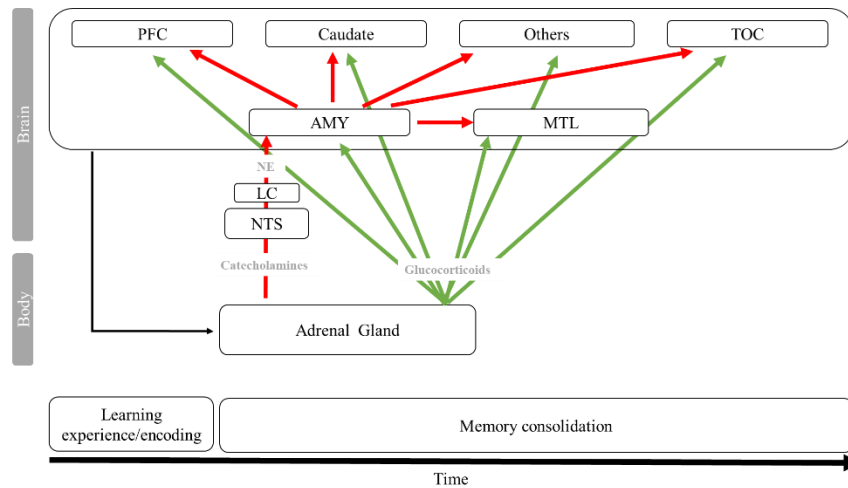 PFC
Caudate
Others
TOC
Brain
AMY
MTL
NE
LC
NTS
Catecholamines
Glucocorticoids
Body
Adrenal Gland
Learning
experience/encoding
Memory consolidation
Time